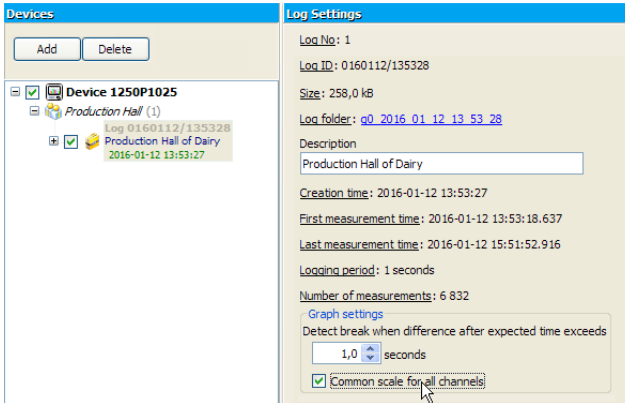 Devices
Add
Delete
Device 1250P1025
Production Hall (1)
Log 0160112/135328
Production Hall of Dairy
2016-01-12 13:53:27
Log Settings
Log No: 1
Log ID: 0160112/135328
Size: 258,0 kB
Log folder: g0_2016_01_12_13_53_28
Description
Production Hall of Dairy
Creation time: 2016-01-12 13:53:27
First measurement time: 2016-01-12 13:53:18.637
Last measurement time: 2016-01-12 15:51:52.916
Logging period: 1 seconds
Number of measurements: 6 832
Graph settings
Detect break when difference after expected time exceeds
1,0 seconds
Common scale for all channels